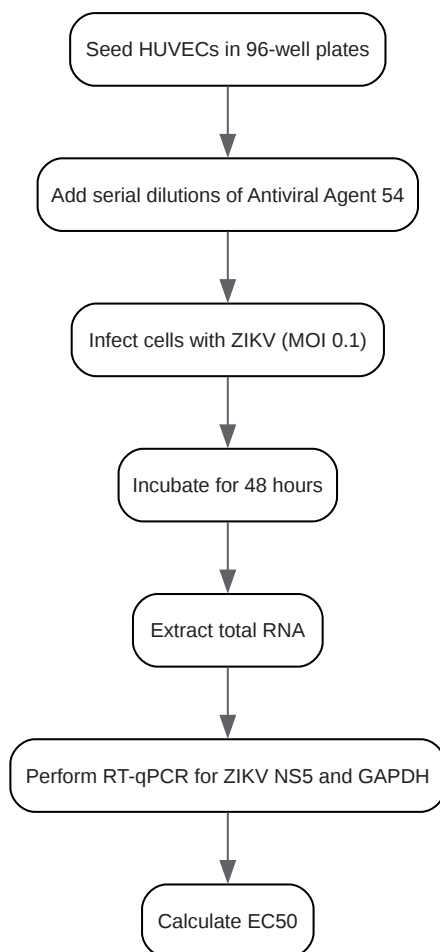 Seed HUVECs in 96-well plates
Add serial dilutions of Antiviral Agent 54
Infect cells with ZIKV (MOI 0.1)
Incubate for 48 hours
Extract total RNA
Perform RT-qPCR for ZIKV NS5 and GAPDH
Calculate EC50